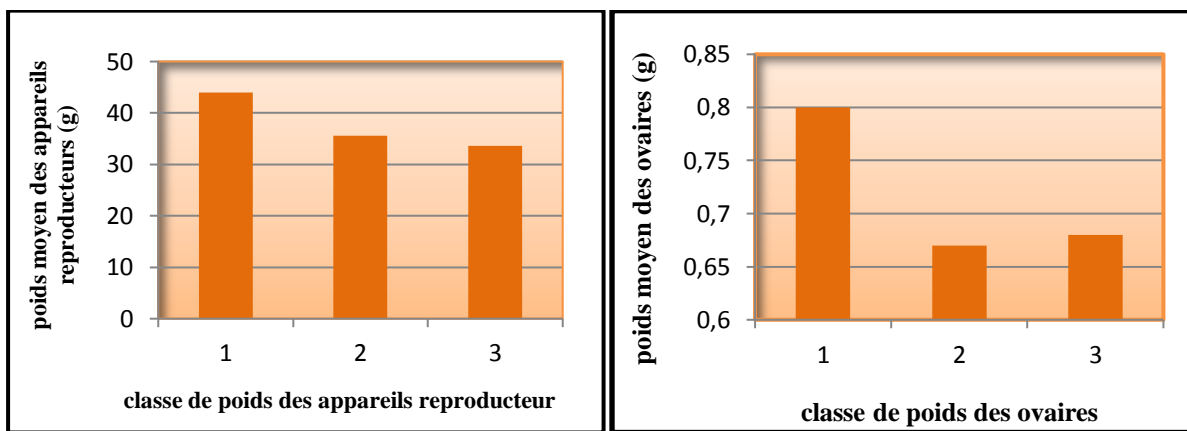 poids moyen des appareils
reproducteurs (g)
50
40
30
20
10
0
1 2 3
classe de poids des appareils reproducteur
poids moyen des ovaires (g)
0,85
0,8
0,75
0,7
0,65
0,6
1 2 3
classe de poids des ovaires